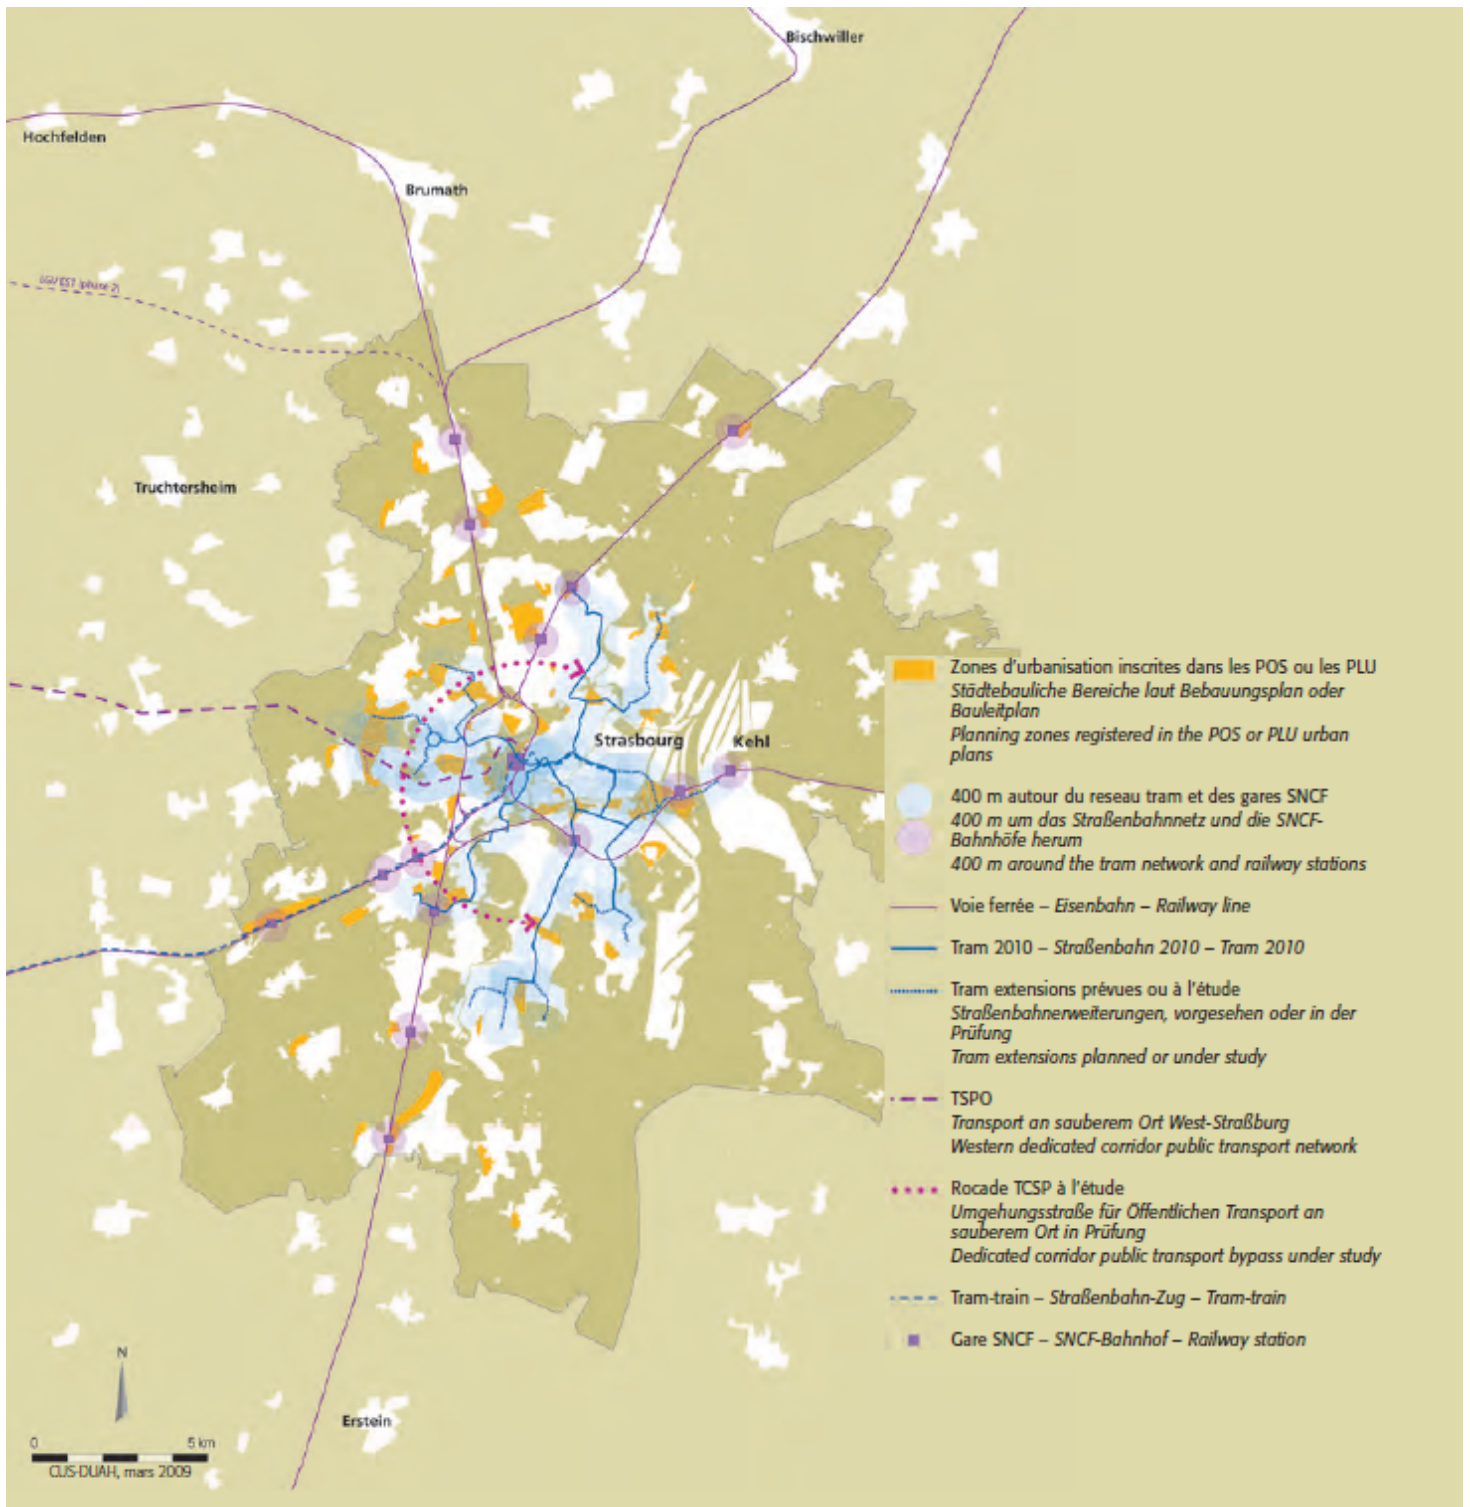 Bischwiller
Hochfelden
Brumath
LGV EST (phase 2)
Truchtersheim
Strasbourg
Kehl
Zones d'urbanisation inscrites dans les POS ou les PLU
Städtebauliche Bereiche laut Bebauungsplan oder
Bauleitplan
Planning zones registered in the POS or PLU urban
plans
400 m autour du reseau tram et des gares SNCF
400 m um das Straßenbahnnetz und die SNCF-
Bahnhöfe herum
400 m around the tram network and railway stations
Voie ferrée – Eisenbahn – Railway line
Tram 2010 – Straßenbahn 2010 – Tram 2010
Tram extensions prévues ou à l'étude
Straßenbahnerweiterungen, vorgesehen oder in der
Prüfung
Tram extensions planned or under study
TSPO
Transport an sauberem Ort West-Straßburg
Western dedicated corridor public transport network
Rocade TCSP à l'étude
Umgehungsstraße für Öffentlichen Transport an
sauberem Ort in Prüfung
Dedicated corridor public transport bypass under study
Tram-train – Straßenbahn-Zug – Tram-train
Gare SNCF – SNCF-Bahnhof – Railway station
N
Erstein
0 5 km
CUS-DUAH, mars 2009